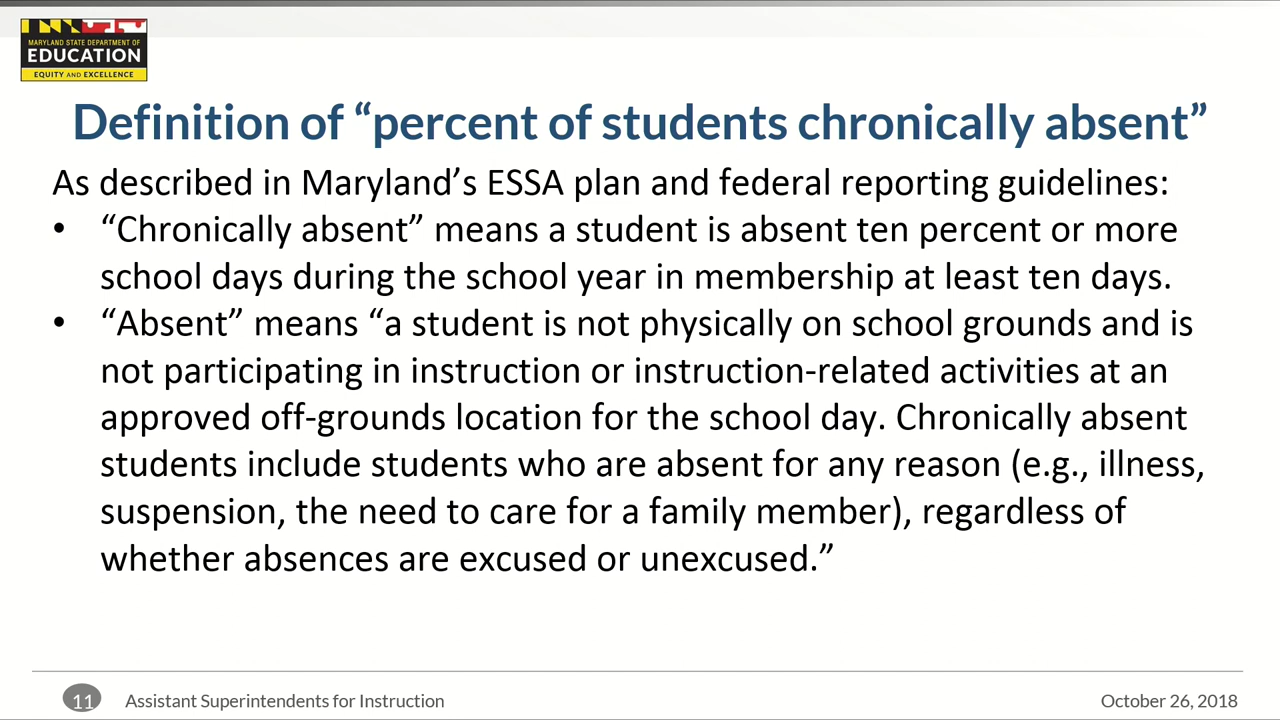 MARYLAND STATE DEPARTMENT OF
EDUCATION
EQUITY AND EXCELLENCE
Definition of “percent of students chronically absent”
As described in Maryland’s ESSA plan and federal reporting guidelines:
• “Chronically absent” means a student is absent ten percent or more
school days during the school year in membership at least ten days.
• “Absent” means “a student is not physically on school grounds and is
not participating in instruction or instruction-related activities at an
approved off-grounds location for the school day. Chronically absent
students include students who are absent for any reason (e.g., illness,
suspension, the need to care for a family member), regardless of
whether absences are excused or unexcused.”
11 Assistant Superintendents for Instruction October 26, 2018